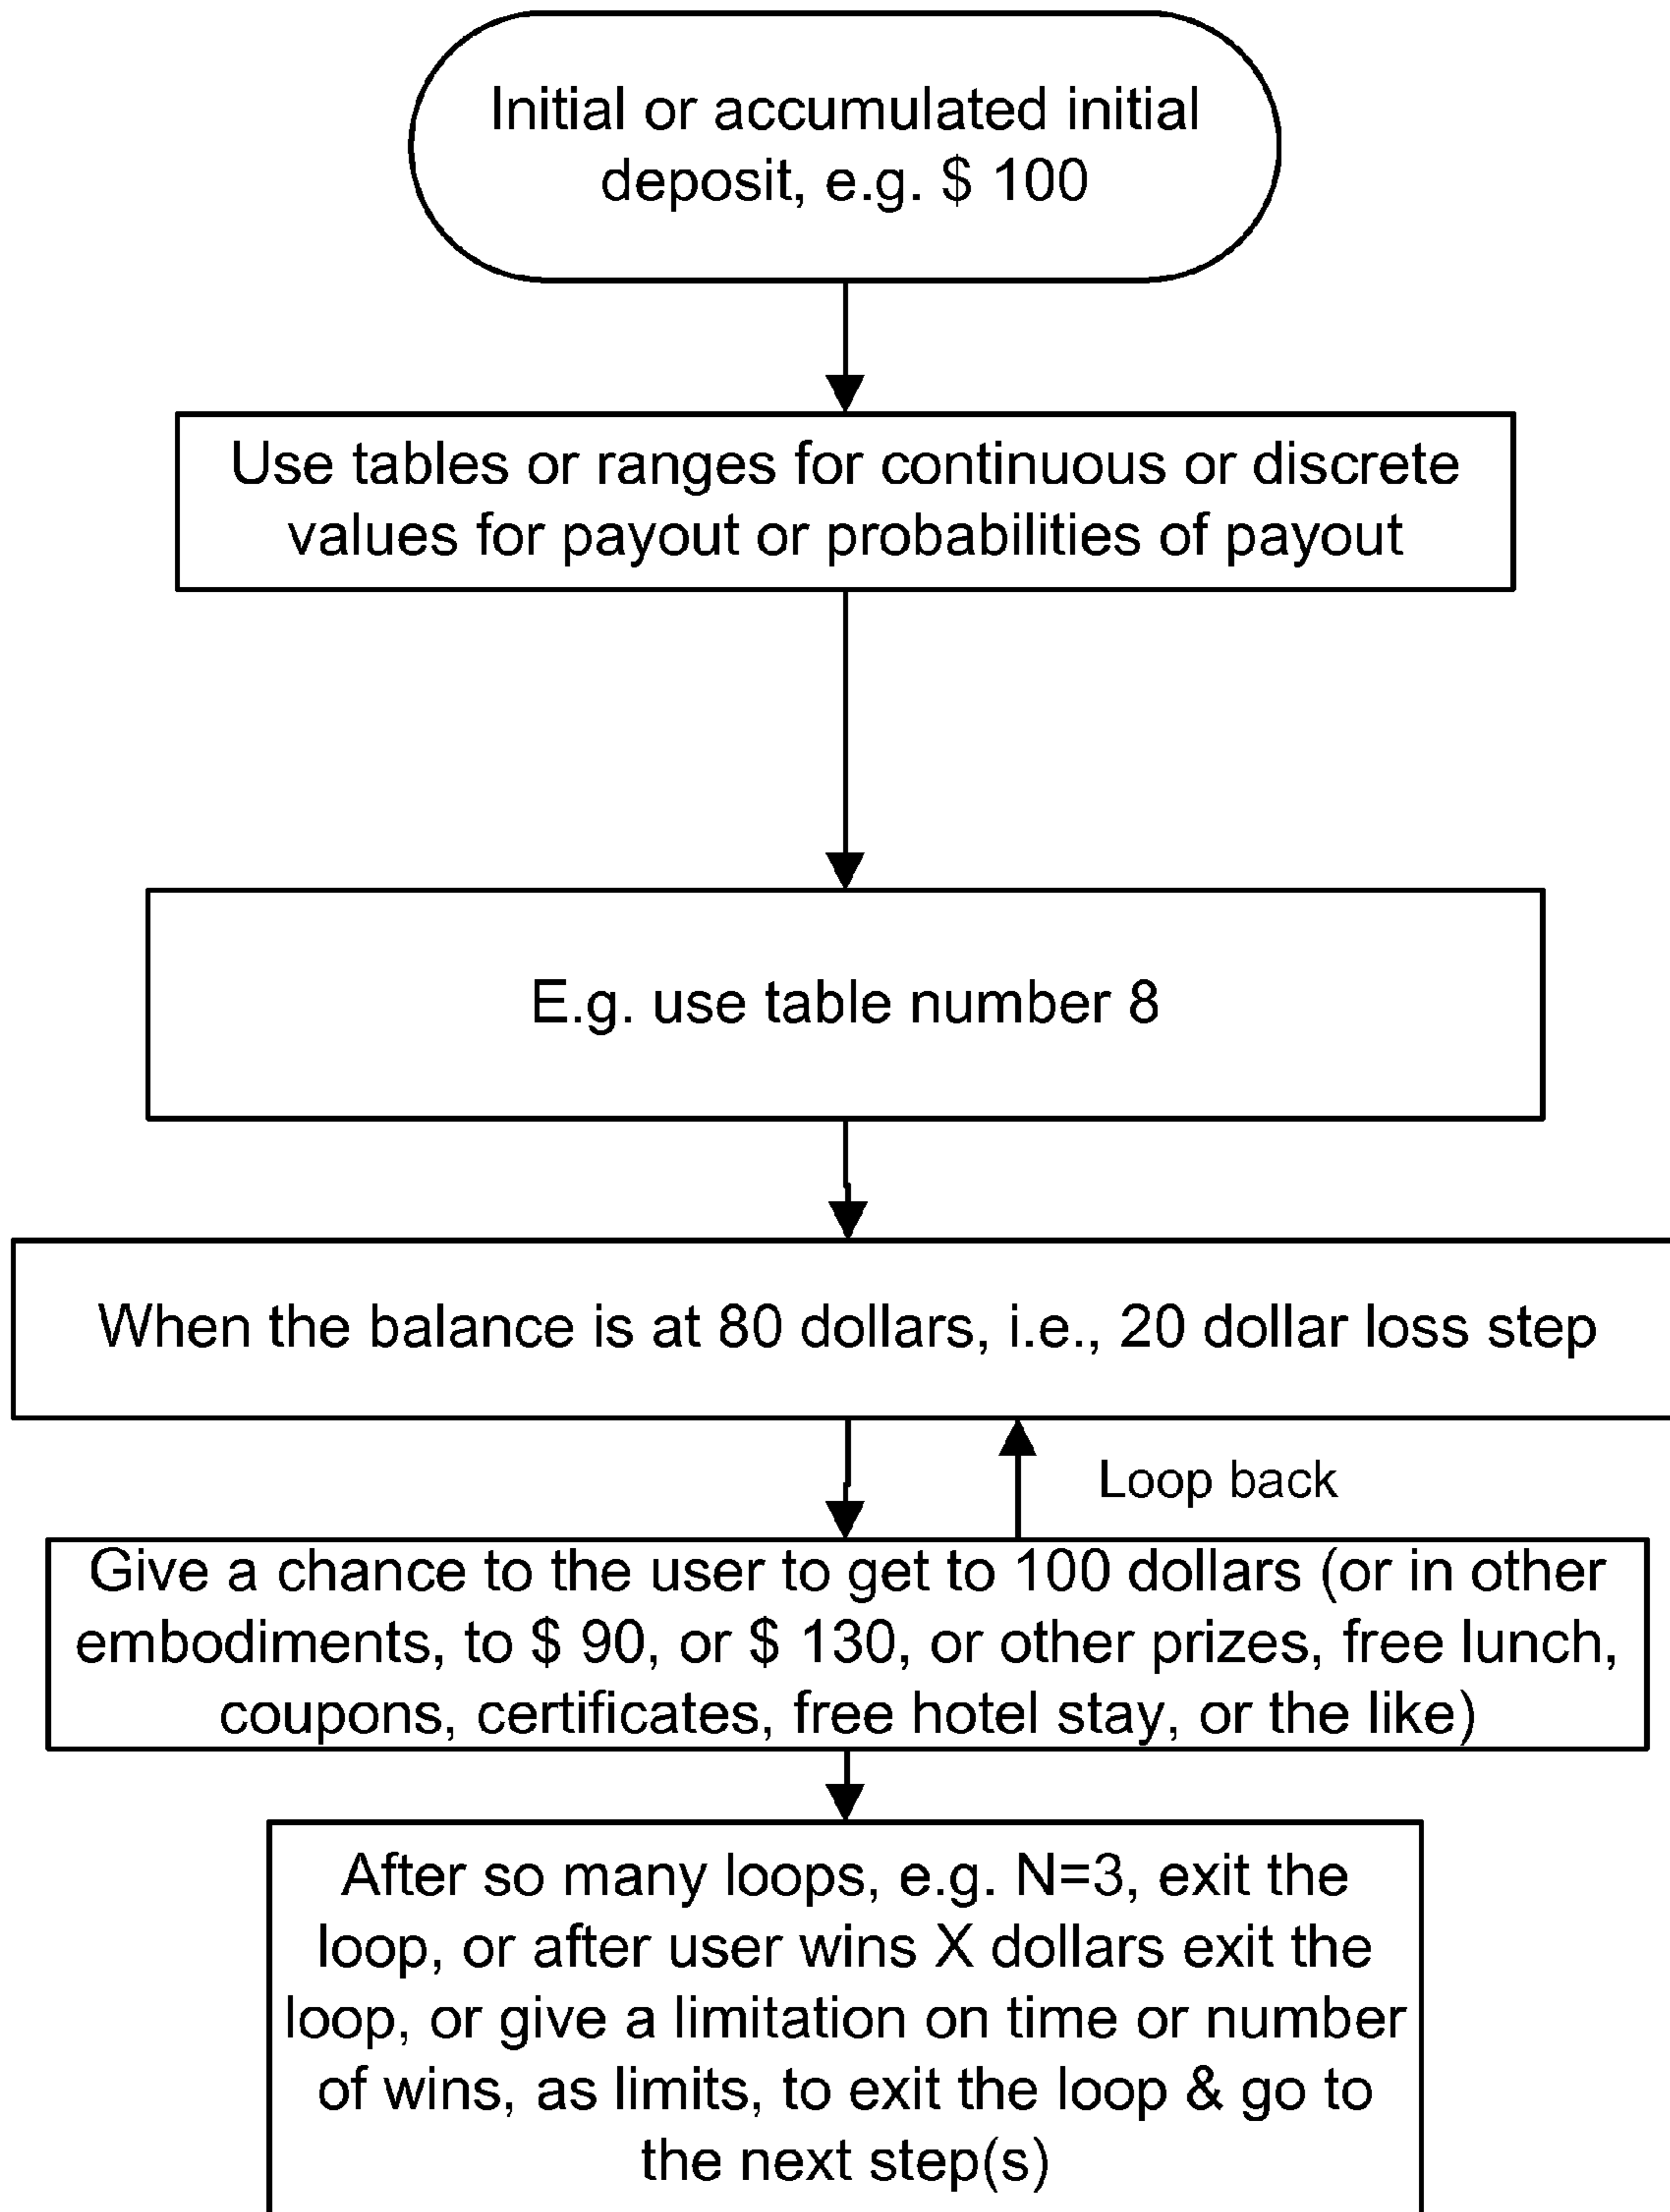 Initial or accumulated initial
deposit, e.g. $ 100
Use tables or ranges for continuous or discrete
values for payout or probabilities of payout
E.g. use table number 8
When the balance is at 80 dollars, i.e., 20 dollar loss step
Loop back
Give a chance to the user to get to 100 dollars (or in other
embodiments, to $ 90, or $ 130, or other prizes, free lunch,
coupons, certificates, free hotel stay, or the like)
After so many loops, e.g. N=3, exit the
loop, or after user wins X dollars exit the
loop, or give a limitation on time or number
of wins, as limits, to exit the loop & go to
the next step(s)